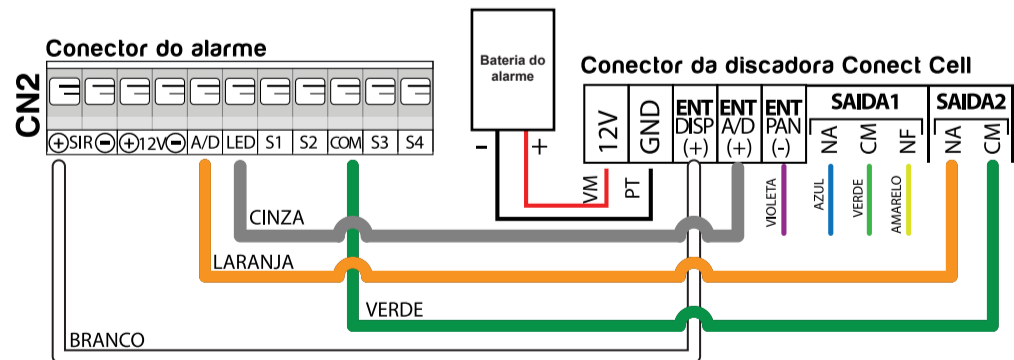 Conector do alarme
CN2
+ SIR - + 12V - A/D LED S1 S2 COM S3 S4
Bateria do
alarme
- +
Conector da discadora Conect Cell
12V GND ENT DISP (+) ENT A/D (+) ENT PAN (-) SAIDA1 NA CM NF SAIDA2 NA CM
VM PT VIOLETA AZUL VERDE AMARELO
CINZA
LARANJA
VERDE
BRANCO